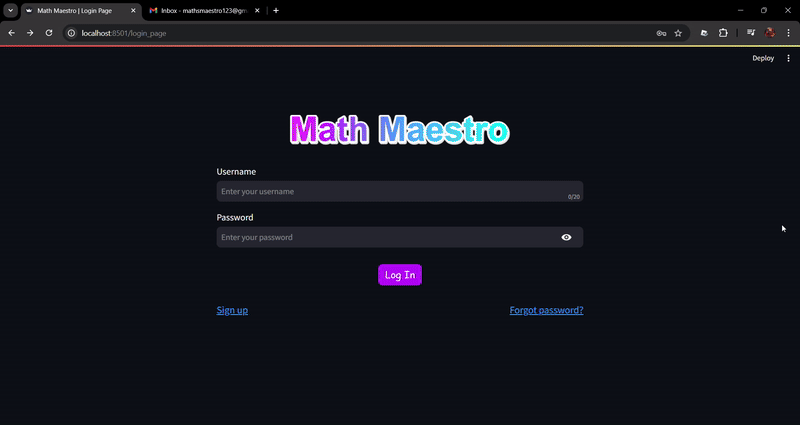 Math Maestro | Login Page
Inbox - mathsmaestro123@gm
localhost:8501/login_page
Deploy
Math Maestro
Username
Enter your username
0/20
Password
Enter your password
Log In
Sign up
Forgot password?